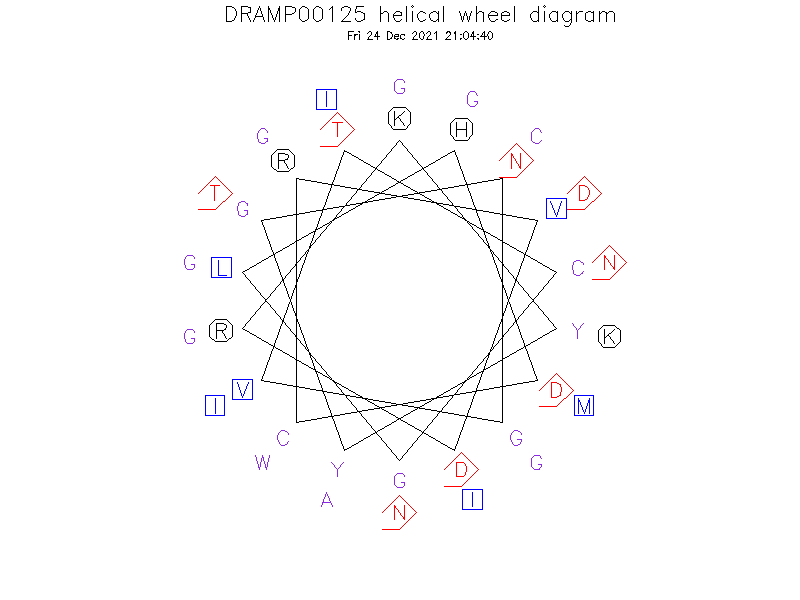 DRAMP00125 helical wheel diagram
Fri 24 Dec 2021 21:04:40
G
I G
T K H
G C
R N
T G V D
G L C N
G R Y K
I V D M
C G
W G
Y D
A G I
N